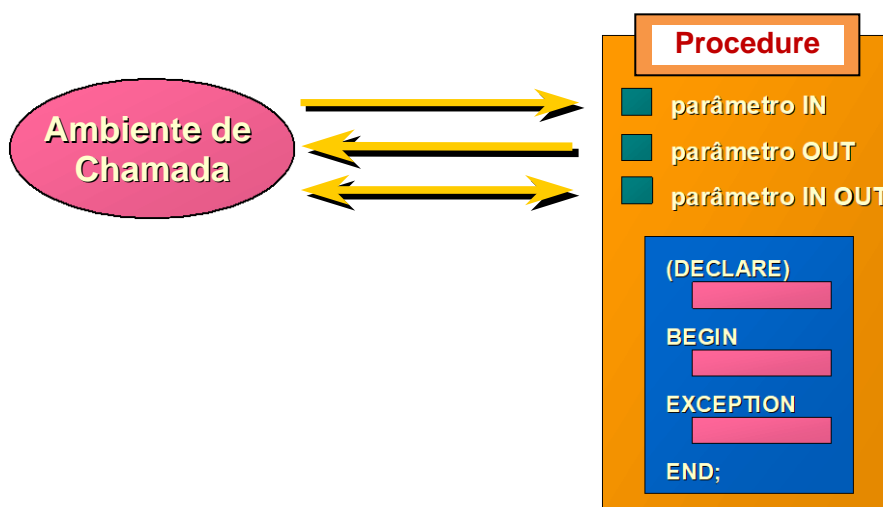 Procedure
Ambiente de
Chamada
parâmetro IN
parâmetro OUT
parâmetro IN OUT
(DECLARE)
BEGIN
EXCEPTION
END;